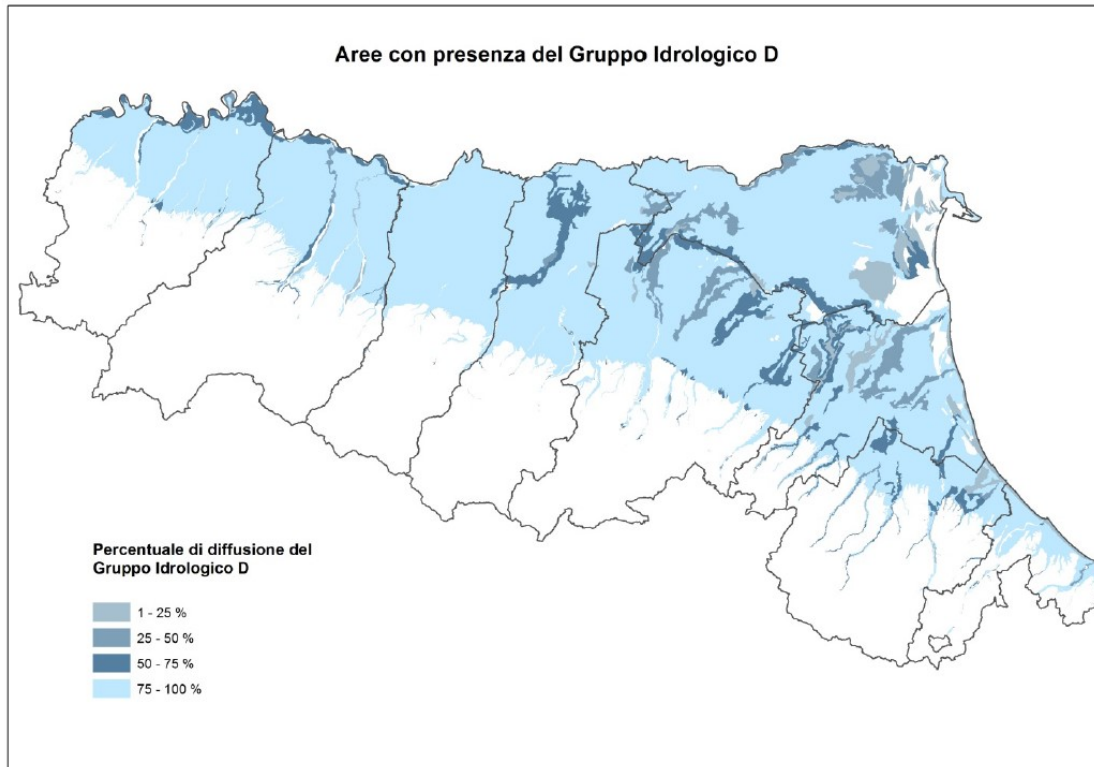 Aree con presenza del Gruppo Idrologico D
Percentuale di diffusione del
Gruppo Idrologico D
1 - 25 %
25 - 50 %
50 - 75 %
75 - 100 %